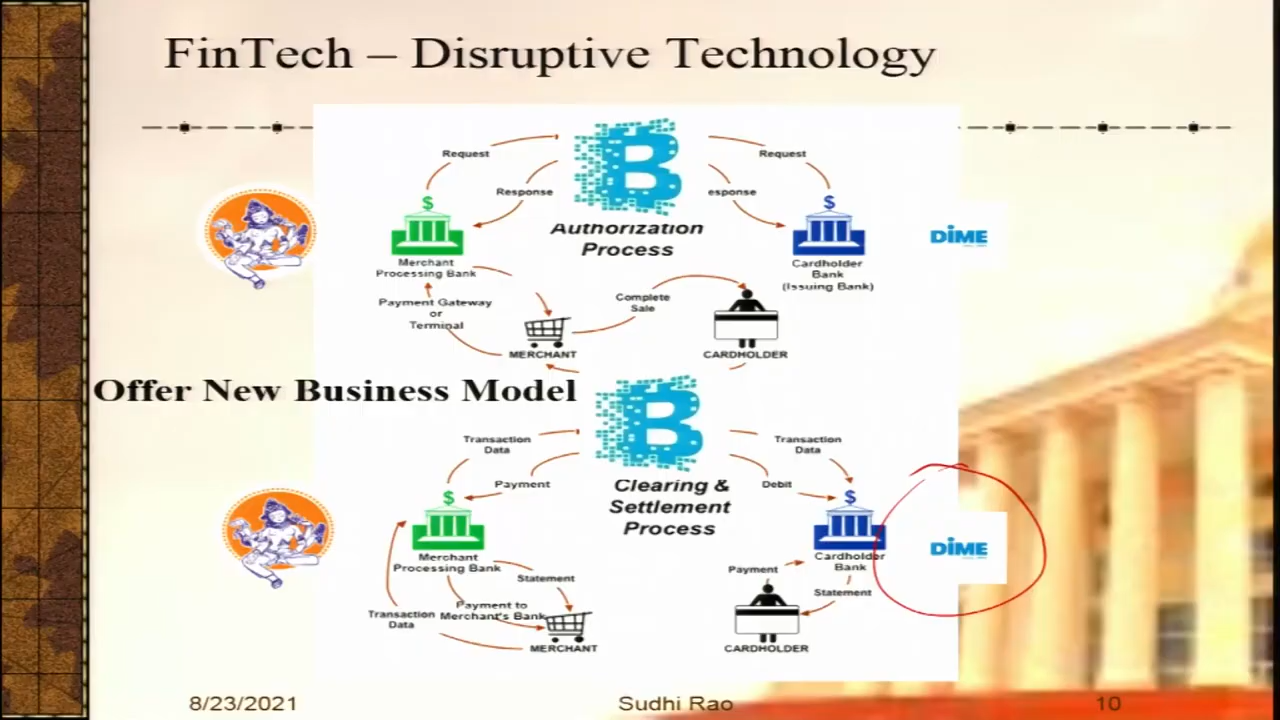 FinTech – Disruptive Technology
Request
Request
Response
esponse
$
$
Authorization
Process
DiME
Merchant
Processing Bank
Cardholder
Bank
(Issuing Bank)
Payment Gateway
or
Terminal
Complete
Sale
MERCHANT
CARDHOLDER
Offer New Business Model
Transaction
Data
Transaction
Data
Payment
Debit
Clearing &
Settlement
Process
$
$
DiME
Merchant
Processing Bank
Cardholder
Bank
Statement
Payment
Statement
Transaction
Data
Payment to
Merchant's Bank
MERCHANT
CARDHOLDER
8/23/2021
Sudhi Rao
10